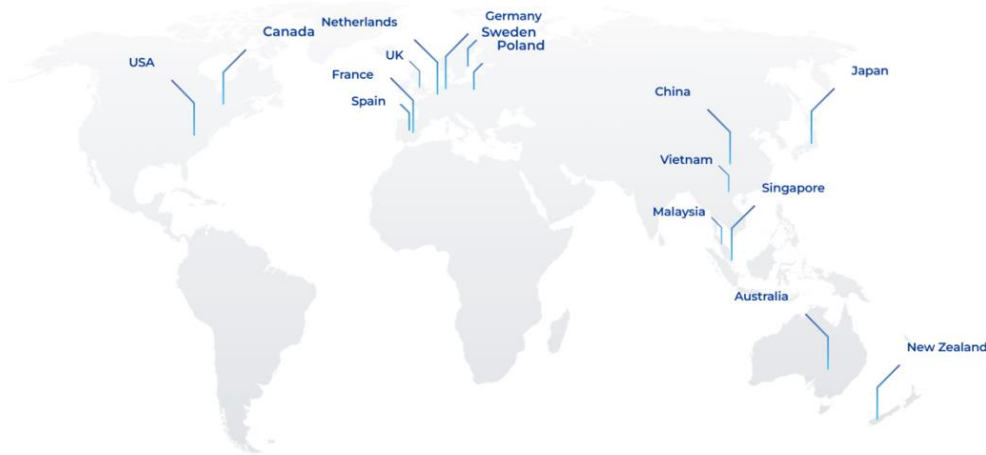 Germany
Netherlands
Sweden
Canada
Poland
UK
USA
France
Japan
China
Spain
Vietnam
Singapore
Malaysia
Australia
New Zealand